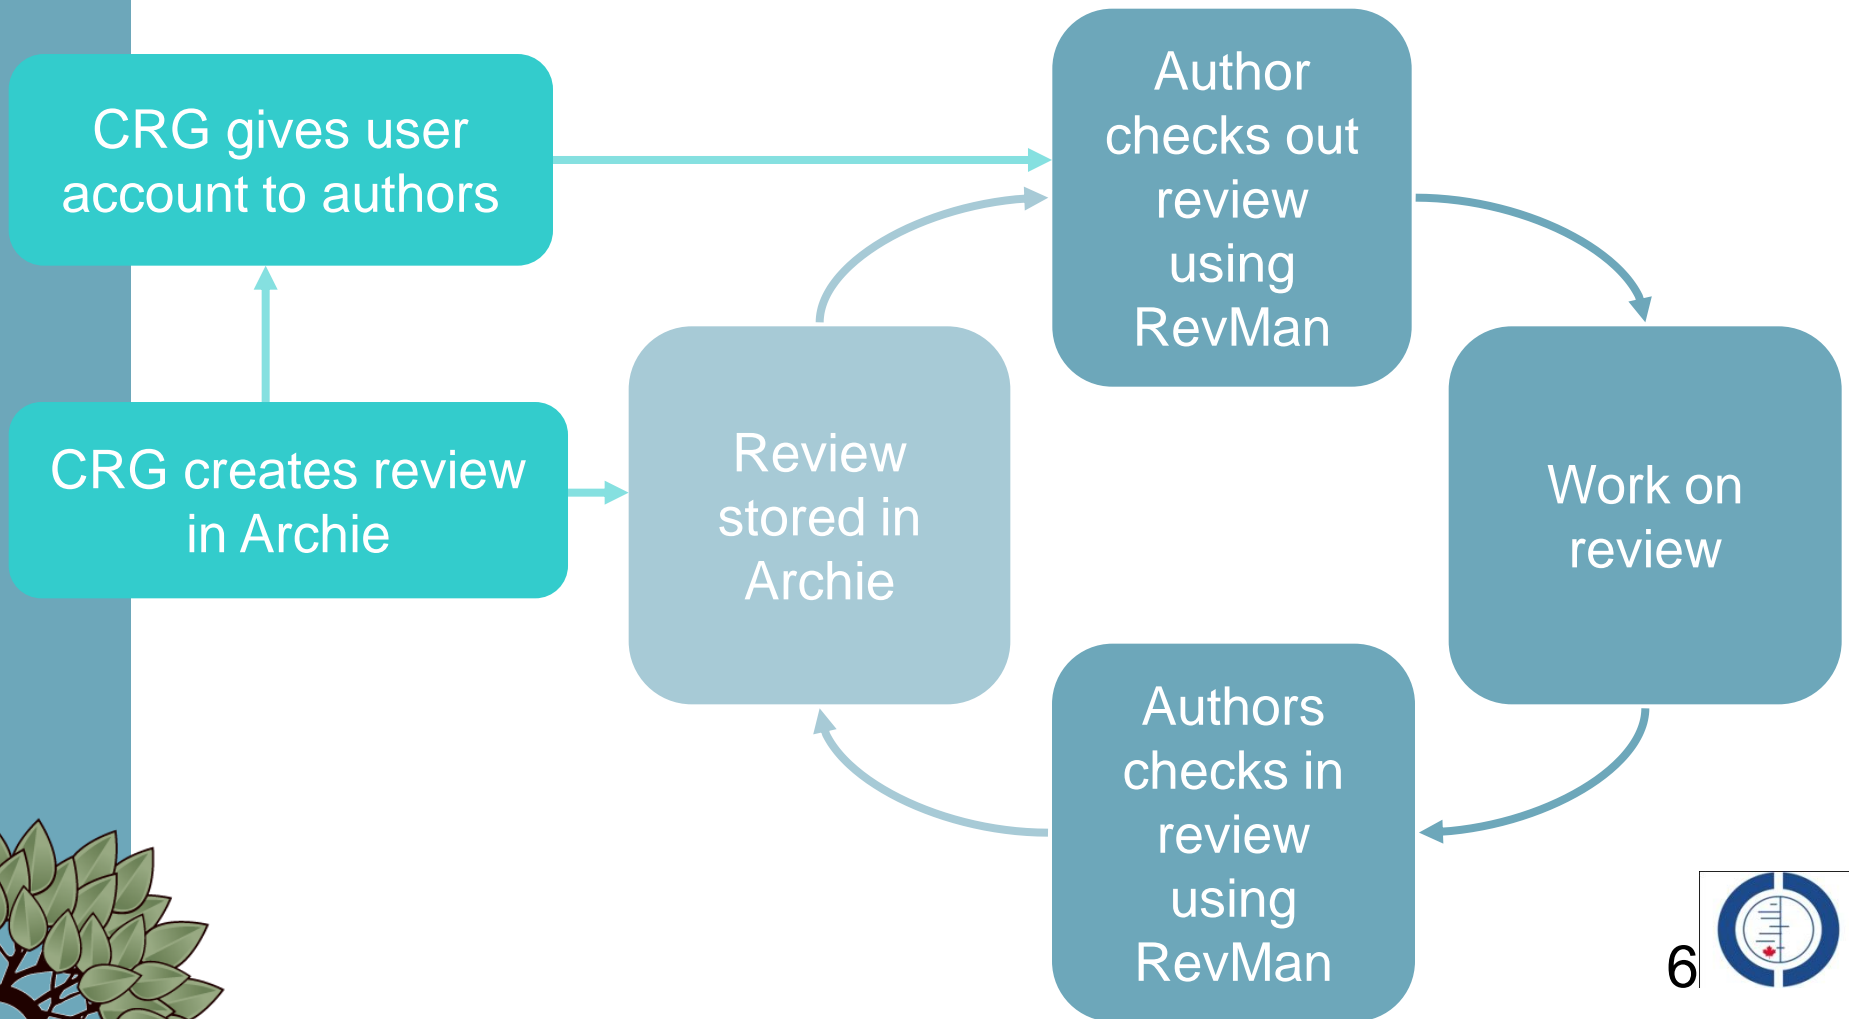 CRG gives user
account to authors
CRG creates review
in Archie
Review
stored in
Archie
Author
checks out
review
using
RevMan
Work on
review
Authors
checks in
review
using
RevMan
6